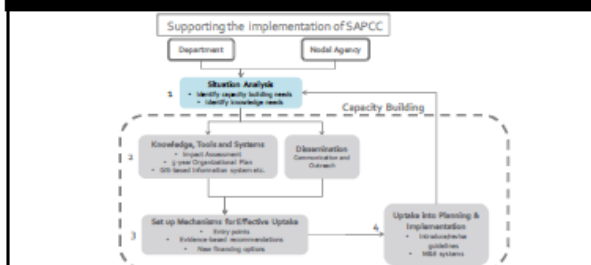 Supporting the implementation of SAPCC
Department
Nodal Agency
Situation Analysis
1
• Identify capacity building needs
• Identify knowledge needs
Capacity Building
Knowledge, Tools and Systems
2
• Impact Assessment
• 5-year Organisational Plan
• GIS-based information system etc.
Dissemination
Communication and
Outreach
Set up Mechanisms for Effective Uptake
3
• Entry points
• Evidence-based recommendations
• New financing options
4
Uptake into Planning &
Implementation
• Introduce/revise
guidelines
• M&E systems